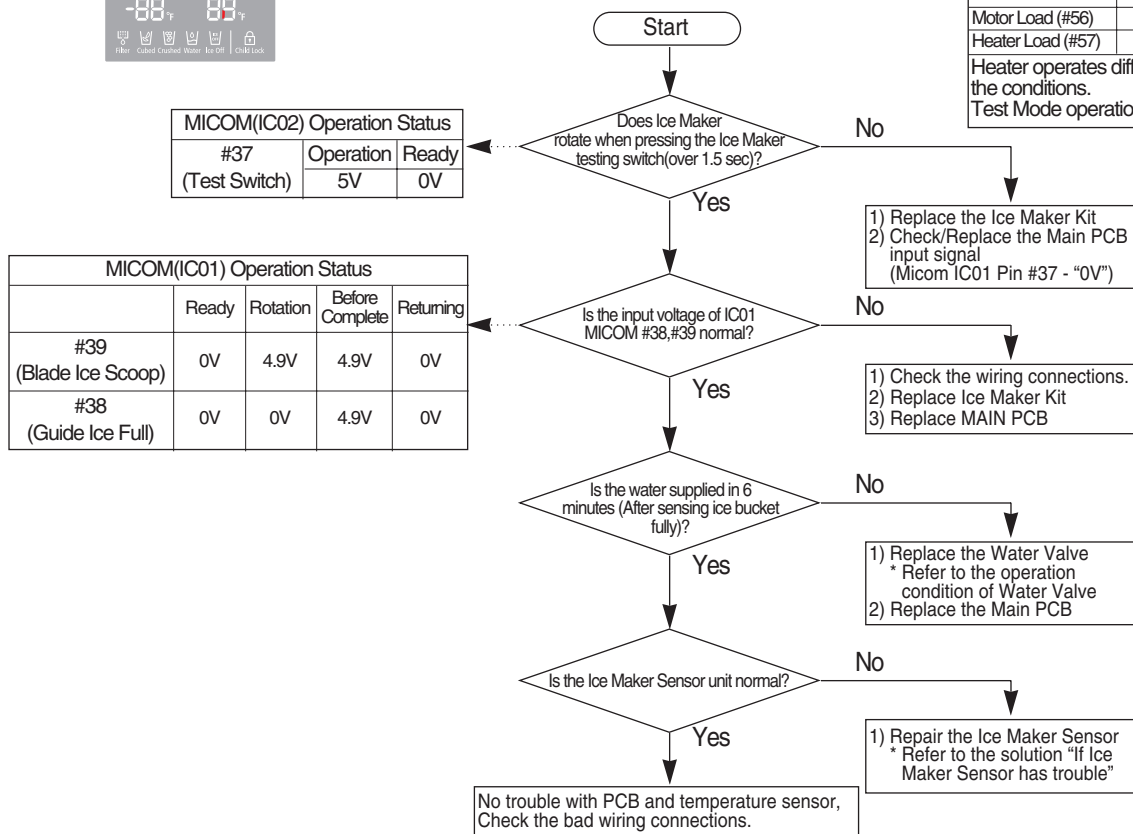 -88°F 88°F
Filter Cubed Crushed Water Ice Off Child Lock
Motor Load (#56)
Heater Load (#57)
Heater operates
the conditions.
Test Mode
Start
MICOM(IC02) Operation Status
#37 Operation Ready
(Test Switch) 5V 0V
Does Ice Maker
rotate when pressing the Ice Maker
testing switch(over 1.5 sec)?
No
Yes
1) Replace the Ice Maker Kit
2) Check/Replace the Main PCB
input signal
(Micom IC01 Pin #37 - “0V”)
MICOM(IC01) Operation Status
Ready Rotation Before Complete Returning
#39
(Blade Ice Scoop) 0V 4.9V 4.9V 0V
#38
(Guide Ice Full) 0V 0V 4.9V 0V
Is the input voltage of IC01
MICOM #38,#39 normal?
No
Yes
1) Check the wiring connections.
2) Replace Ice Maker Kit
3) Replace MAIN PCB
Is the water supplied in 6
minutes (After sensing ice bucket
fully)?
No
Yes
1) Replace the Water Valve
* Refer to the operation
condition of Water Valve
2) Replace the Main PCB
Is the Ice Maker Sensor unit normal?
No
Yes
1) Repair the Ice Maker Sensor
* Refer to the solution “If Ice
Maker Sensor has trouble”
No trouble with PCB and temperature sensor,
Check the bad wiring connections.